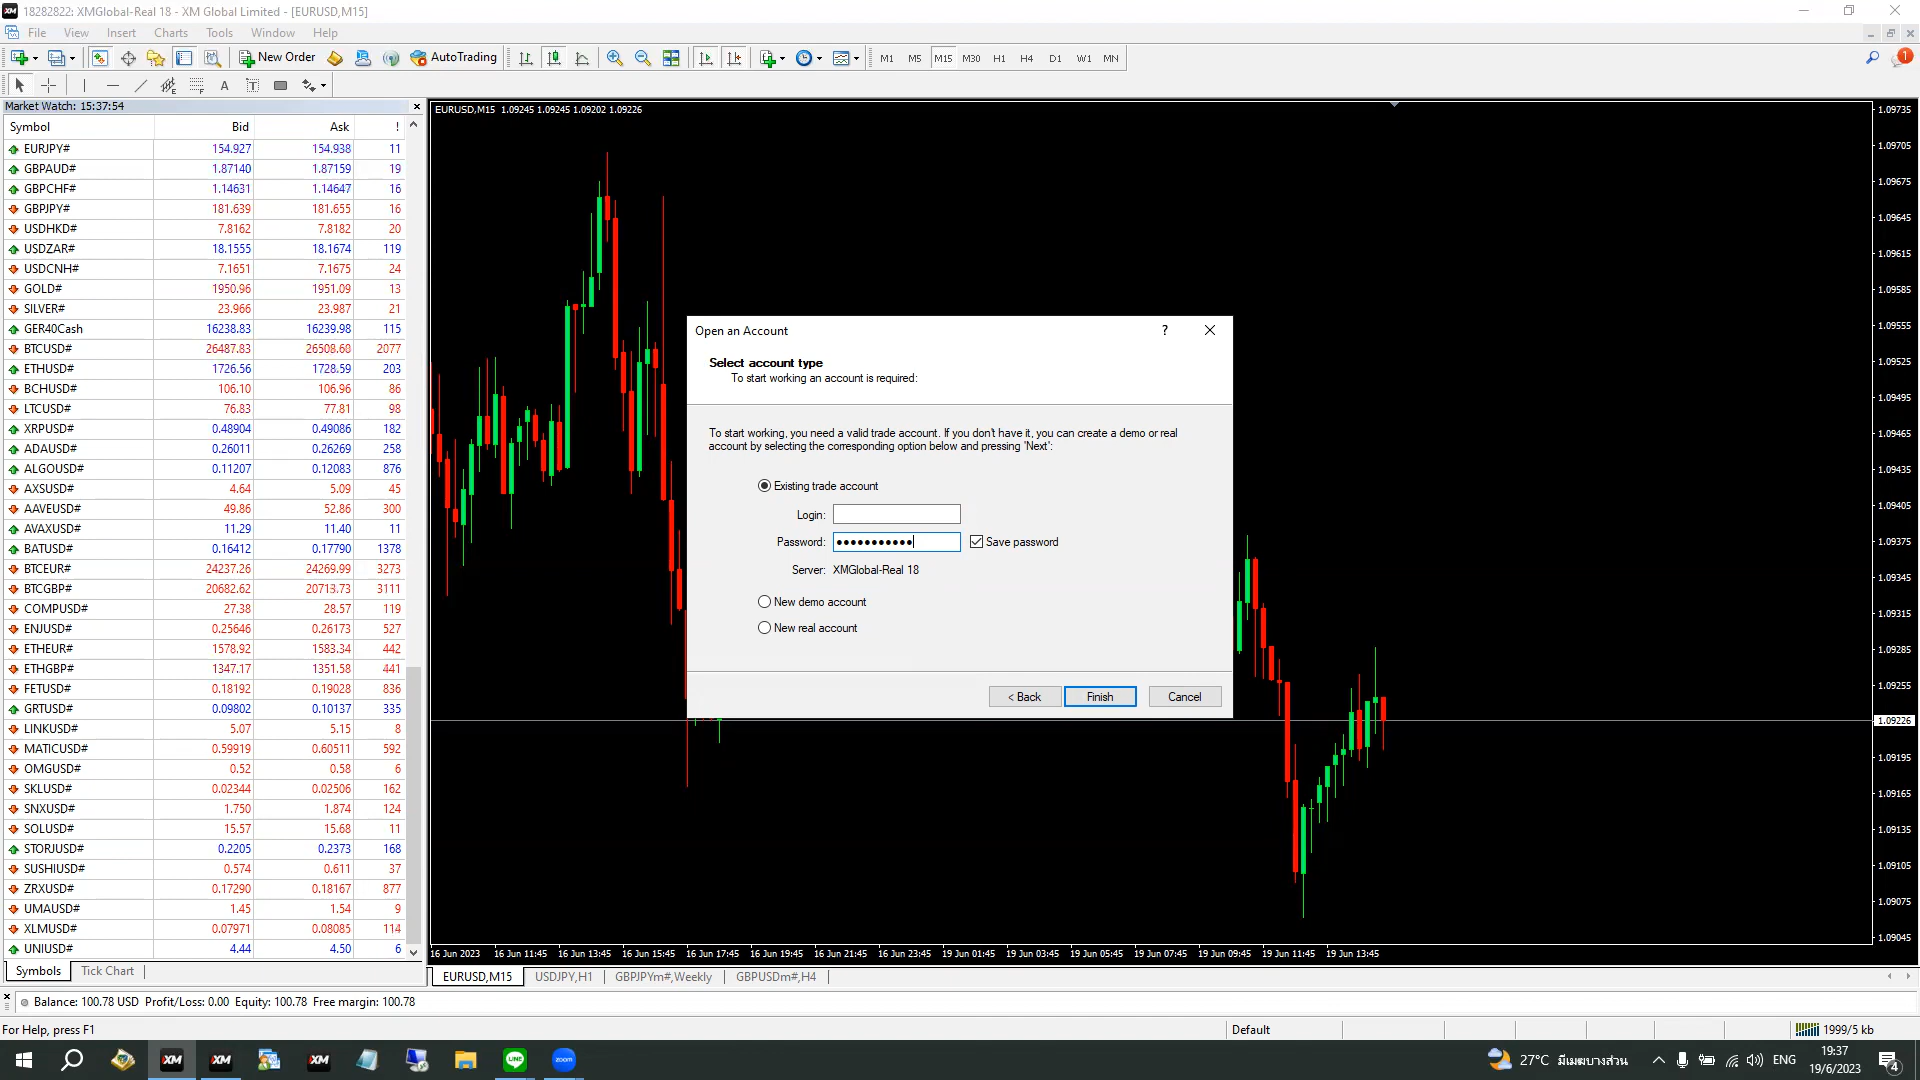 18282822: XMGlobal-Real 18 - XM Global Limited - [EURUSD,M15]
File View Insert Charts Tools Window Help
New Order AutoTrading M1 M5 M15 M30 H1 H4 D1 W1 MN 1
Market Watch: 15:37:54
Symbol Bid Ask !
EURJPY# 154.927 154.938 11
GBPAUD# 1.87140 1.87159 19
GBPCHF# 1.14631 1.14647 16
GBPJPY# 181.639 181.655 16
USDHKD# 7.8162 7.8182 20
USDZAR# 18.1555 18.1674 119
USDCNH# 7.1651 7.1675 24
GOLD# 1950.96 1951.09 13
SILVER# 23.966 23.987 21
GER40Cash 16238.83 16239.98 115
BTCUSD# 26487.83 26508.60 2077
ETHUSD# 1726.56 1728.59 203
BCHUSD# 106.10 106.96 86
LTCUSD# 76.83 77.81 98
XRPUSD# 0.48904 0.49086 182
ADAUSD# 0.26011 0.26269 258
ALGOUSD# 0.11207 0.12083 876
AXSUSD# 4.64 5.09 45
AAVEUSD# 49.86 52.86 300
AVAXUSD# 11.29 11.40 11
BATUSD# 0.16412 0.17790 1378
BTCEUR# 24237.26 24269.99 3273
BTCGBP# 20682.62 20713.73 3111
COMPUSD# 27.38 28.57 119
ENJUSD# 0.25646 0.26173 527
ETHEUR# 1578.92 1583.34 442
ETHGBP# 1347.17 1351.58 441
FETUSD# 0.18192 0.19028 836
GRTUSD# 0.09802 0.10137 335
LINKUSD# 5.07 5.15 8
MATICUSD# 0.59919 0.60511 592
OMGUSD# 0.52 0.58 6
SKLUSD# 0.02344 0.02506 162
SNXUSD# 1.750 1.874 124
SOLUSD# 15.57 15.68 11
STORJUSD# 0.2205 0.2373 168
SUSHIUSD# 0.574 0.611 37
ZRXUSD# 0.17290 0.18167 877
UMAUSD# 1.45 1.54 9
XLMUSD# 0.07971 0.08085 114
UNIUSD# 4.44 4.50 6
Symbols Tick Chart
EURUSD,M15 1.09245 1.09245 1.09202 1.09226
1.09735
1.09705
1.09675
1.09645
1.09615
1.09585
1.09555
1.09525
1.09495
1.09465
1.09435
1.09405
1.09375
1.09345
1.09315
1.09285
1.09255
1.09226
1.09195
1.09165
1.09135
1.09105
1.09075
1.09045
Open an Account ?
Select account type
To start working an account is required:
To start working, you need a valid trade account. If you don't have it, you can create a demo or real
account by selecting the corresponding option below and pressing 'Next':
Existing trade account
Login:
Password: Save password
Server: XMGlobal-Real 18
New demo account
New real account
< Back Finish Cancel
16 Jun 2023 16 Jun 11:45 16 Jun 13:45 16 Jun 15:45 16 Jun 17:45 16 Jun 19:45 16 Jun 21:45 16 Jun 23:45 19 Jun 01:45 19 Jun 03:45 19 Jun 05:45 19 Jun 07:45 19 Jun 09:45 19 Jun 11:45 19 Jun 13:45
EURUSD,M15 USDJPY,H1 GBPJPYm#,Weekly GBPUSDm#,H4
Balance: 100.78 USD Profit/Loss: 0.00 Equity: 100.78 Free margin: 100.78
For Help, press F1 Default 1999/5 kb
XM XM XM LINE zoom 27°C มีเมฆบางส่วน ENG 19:37
19/6/2023 4